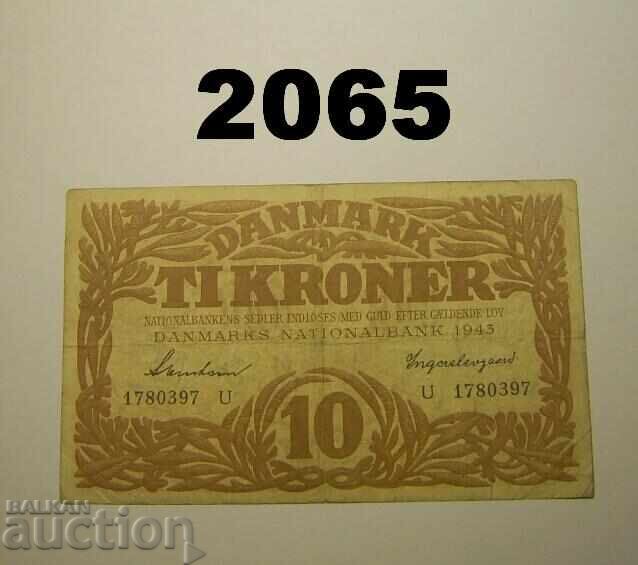 2065
DANMARK
TI KRONER
NATIONALBANKENS SEDLER INDLØSES MED GULD EFTER GÆLDENDE LOV
DANMARKS NATIONALBANK 1943
1780397 U
U 1780397
10
BALKAN
auction